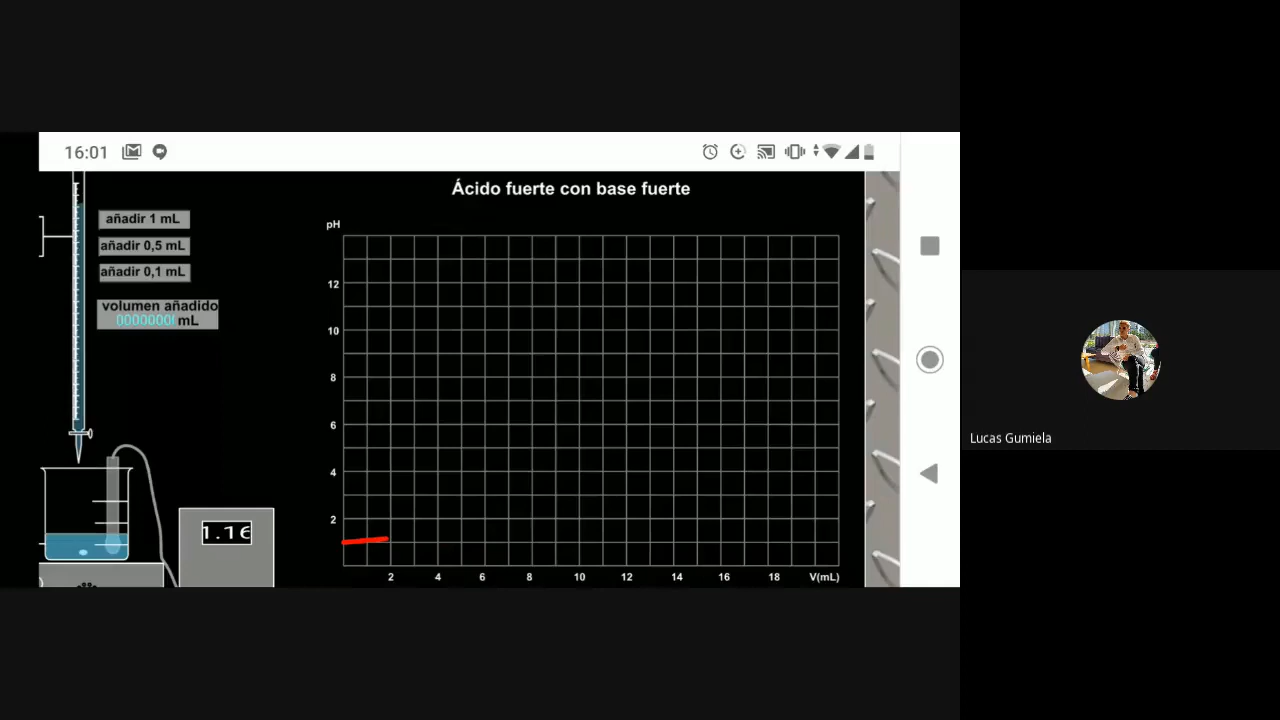 16:01
Ácido fuerte con base fuerte
añadir 1 mL
añadir 0,5 mL
añadir 0,1 mL
volumen añadido
mL
pH
12
10
8
6
4
2
2 4 6 8 10 12 14 16 18 V(mL)
Lucas Gumiela